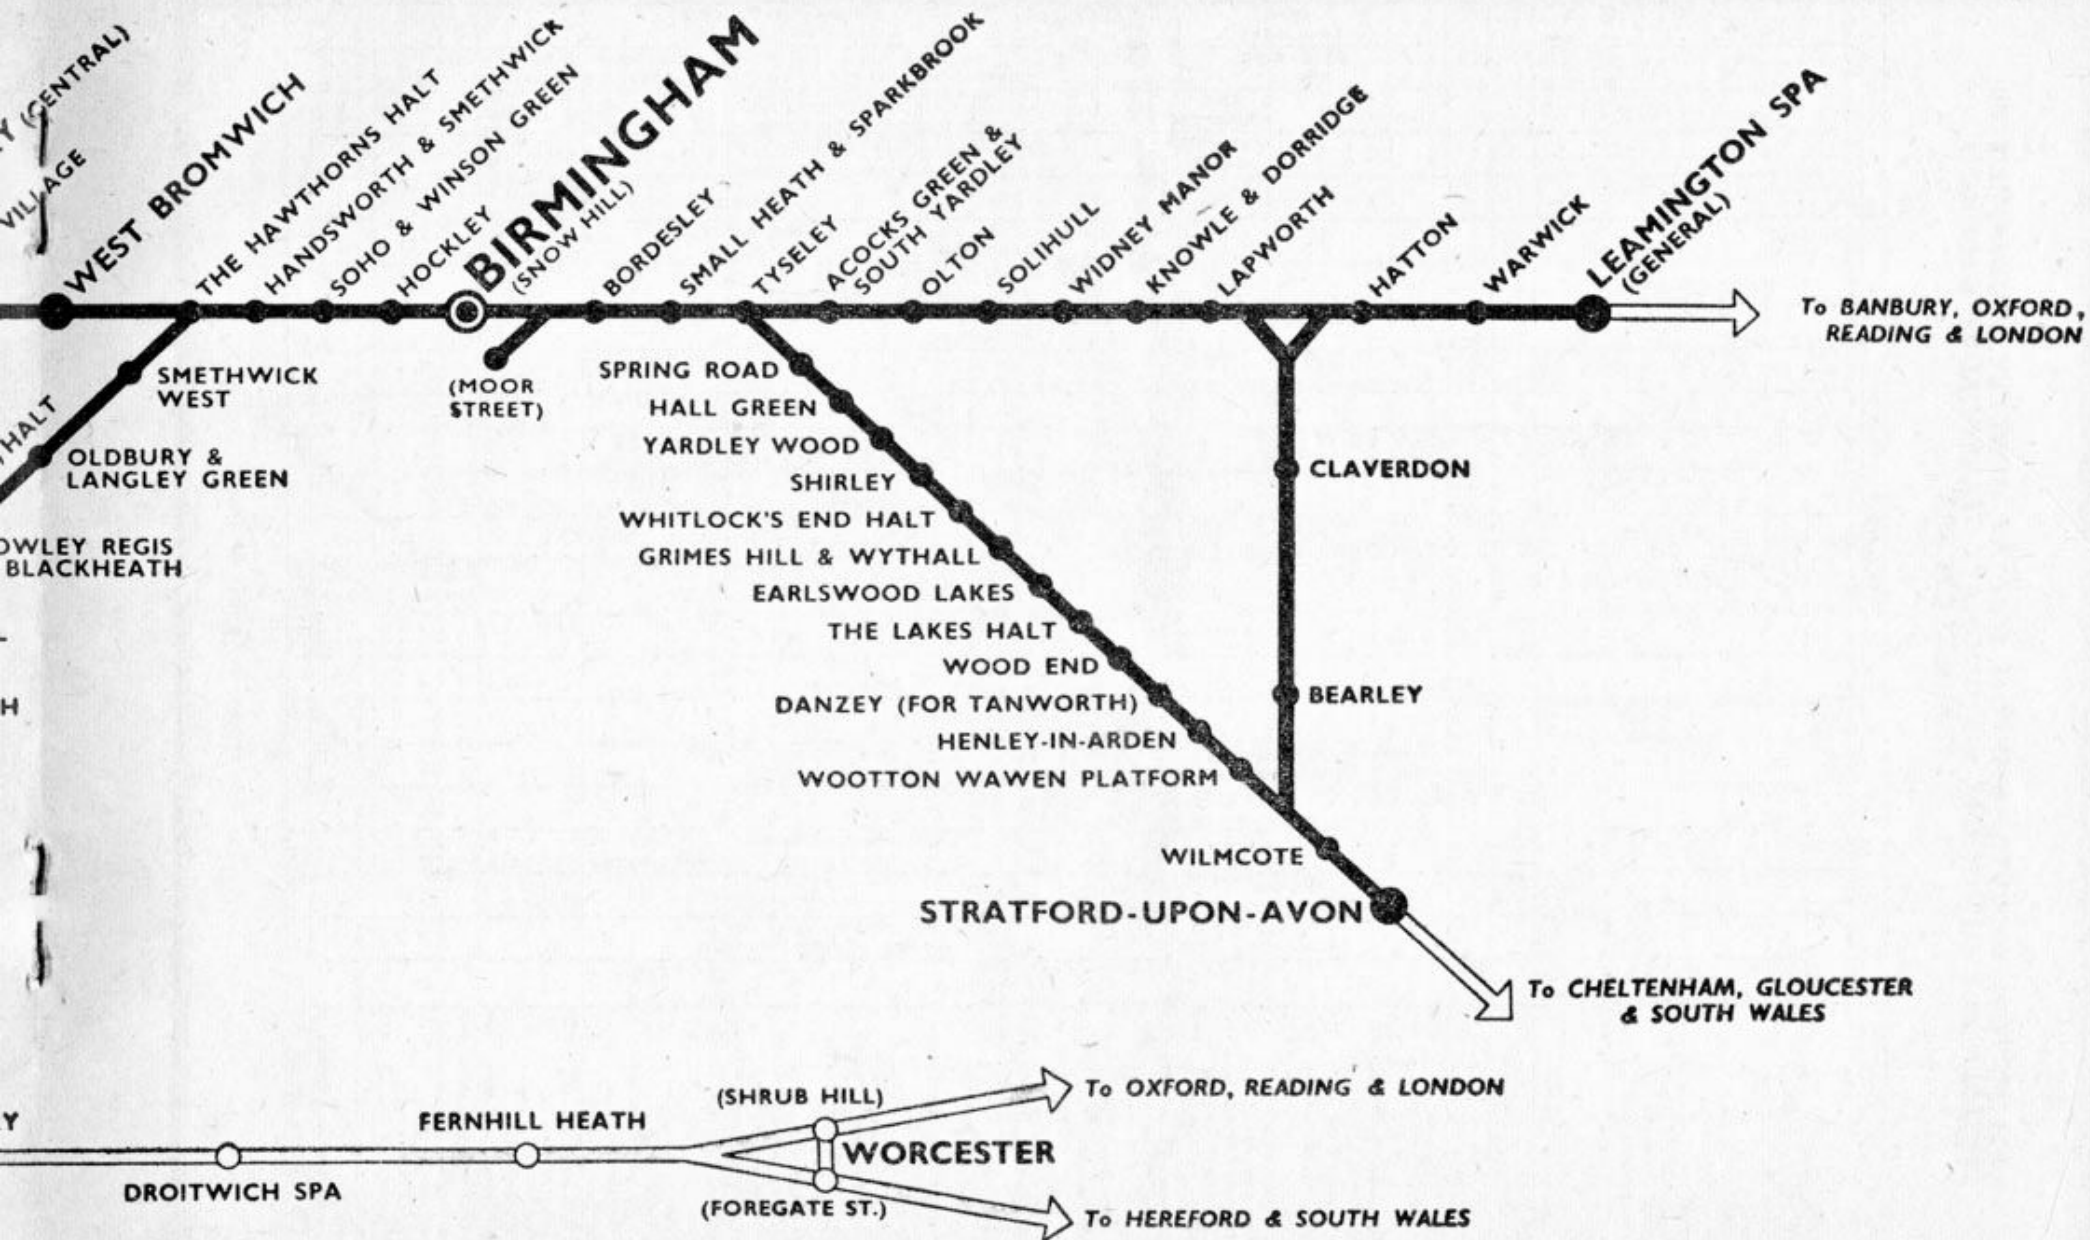 (CENTRAL)
VILLAGE
WEST BROMWICH
THE HAWTHORNS HALT
HANDSWORTH & SMETHWICK
SOHO & WINSON GREEN
HOCKLEY
BIRMINGHAM
(SNOW HILL)
BORDESLEY
SMALL HEATH & SPARKBROOK
TYSELEY
ACOCKS GREEN &
SOUTH YARDLEY
OLTON
SOLIHULL
WIDNEY MANOR
KNOWLE & DORRIDGE
LAPWORTH
HATTON
WARWICK
LEAMINGTON SPA
(GENERAL)
To BANBURY, OXFORD,
READING & LONDON
SMETHWICK
WEST
(MOOR
STREET)
HALT
OLDBURY &
LANGLEY GREEN
OWLEY REGIS
BLACKHEATH
H
SPRING ROAD
HALL GREEN
YARDLEY WOOD
SHIRLEY
WHITLOCK'S END HALT
GRIMES HILL & WYTHALL
EARLSWOOD LAKES
THE LAKES HALT
WOOD END
DANZEY (FOR TANWORTH)
HENLEY-IN-ARDEN
WOOTTON WAWEN PLATFORM
CLAVERDON
BEARLEY
WILMCOTE
STRATFORD-UPON-AVON
To CHELTENHAM, GLOUCESTER
& SOUTH WALES
Y
DROITWICH SPA
FERNHILL HEATH
(SHRUB HILL)
WORCESTER
(FOREGATE ST.)
To OXFORD, READING & LONDON
To HEREFORD & SOUTH WALES